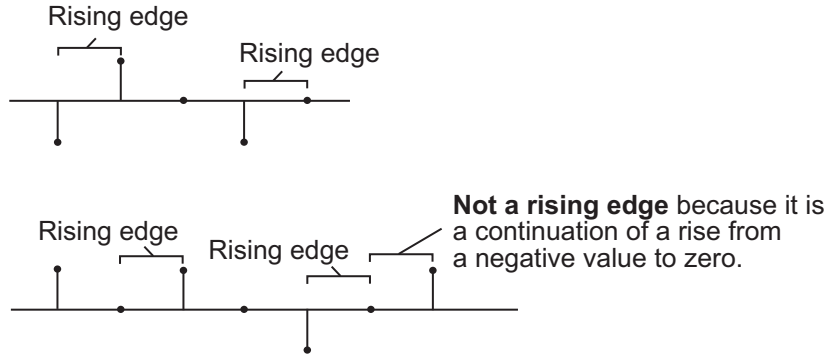 Rising edge
Rising edge
Rising edge
Rising edge
Not a rising edge because it is
a continuation of a rise from
a negative value to zero.